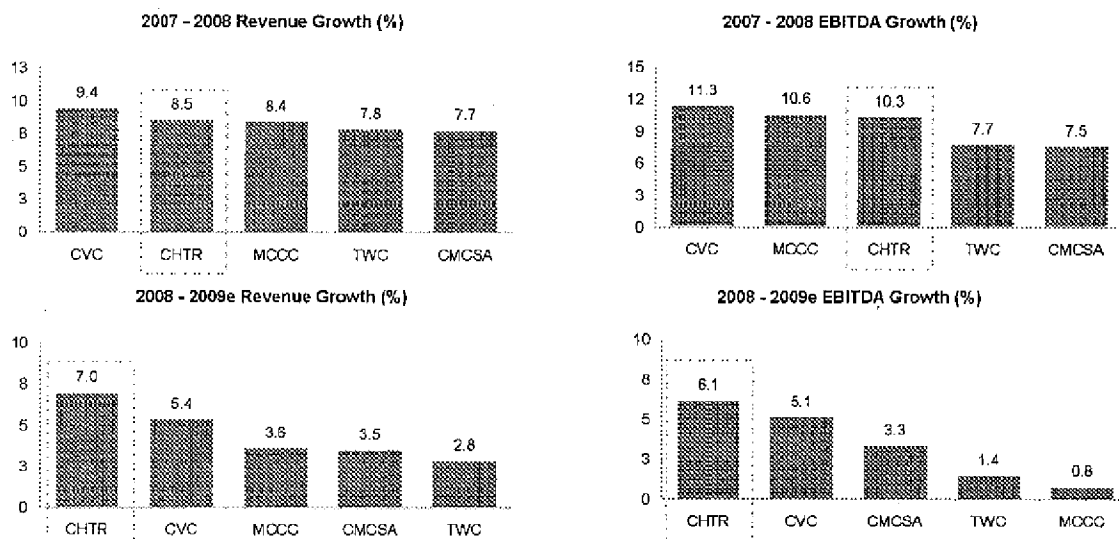 2007 - 2008 Revenue Growth (%)
13
10
8
5
3
0
9.4
8.5
8.4
7.8
7.7
CVC
CHTR
MCCC
TWC
CMCSA
2007 - 2008 EBITDA Growth (%)
15
12
9
6
3
0
11.3
10.6
10.3
7.7
7.5
CVC
MCCC
CHTR
TWC
CMCSA
2008 - 2009e Revenue Growth (%)
10
8
5
3
0
7.0
5.4
3.6
3.5
2.8
CHTR
CVC
MCCC
CMCSA
TWC
2008 - 2009e EBITDA Growth (%)
10
8
5
3
0
6.1
5.1
3.3
1.4
0.8
CHTR
CVC
CMCSA
TWC
MCCC